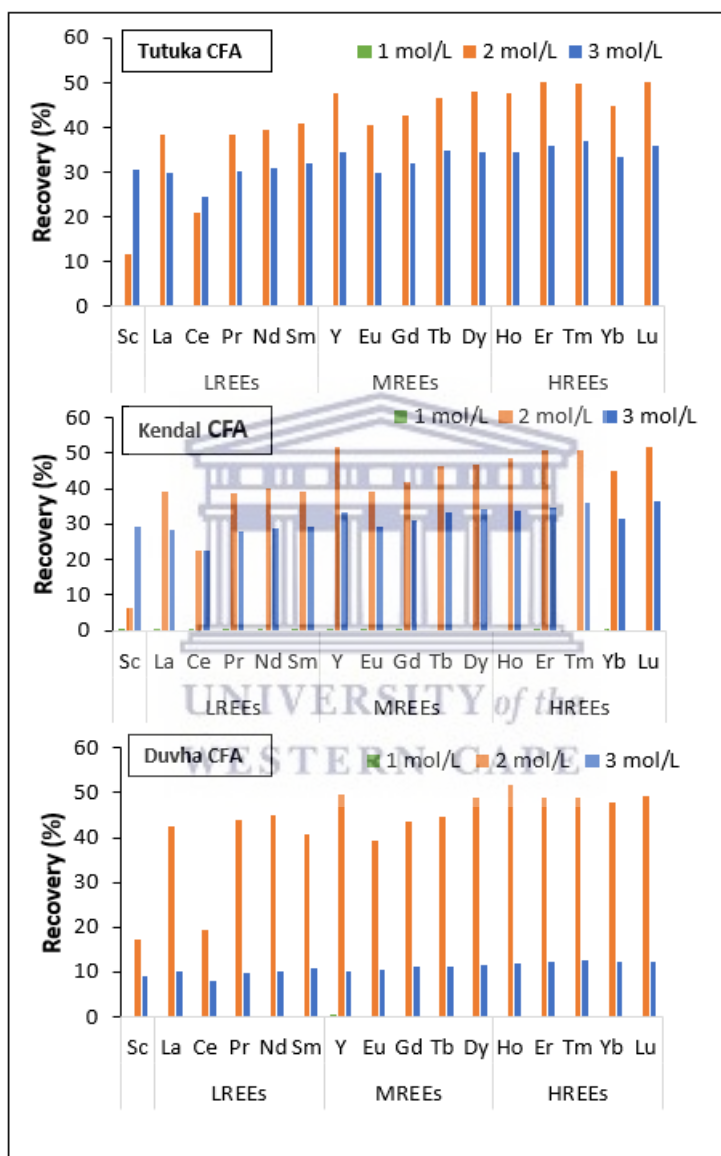 Tutuka CFA
1 mol/L 2 mol/L 3 mol/L
Recovery (%)
60
50
40
30
20
10
0
Sc La Ce Pr Nd Sm Y Eu Gd Tb Dy Ho Er Tm Yb Lu
LREEs MREEs HREEs
Kendal CFA
1 mol/L 2 mol/L 3 mol/L
Recovery (%)
60
50
40
30
20
10
0
Sc La Ce Pr Nd Sm Y Eu Gd Tb Dy Ho Er Tm Yb Lu
LREEs MREEs HREEs
UNIVERSITY of the
WESTERN CAPE
Duvha CFA
1 mol/L 2 mol/L 3 mol/L
Recovery (%)
60
50
40
30
20
10
0
Sc La Ce Pr Nd Sm Y Eu Gd Tb Dy Ho Er Tm Yb Lu
LREEs MREEs HREEs